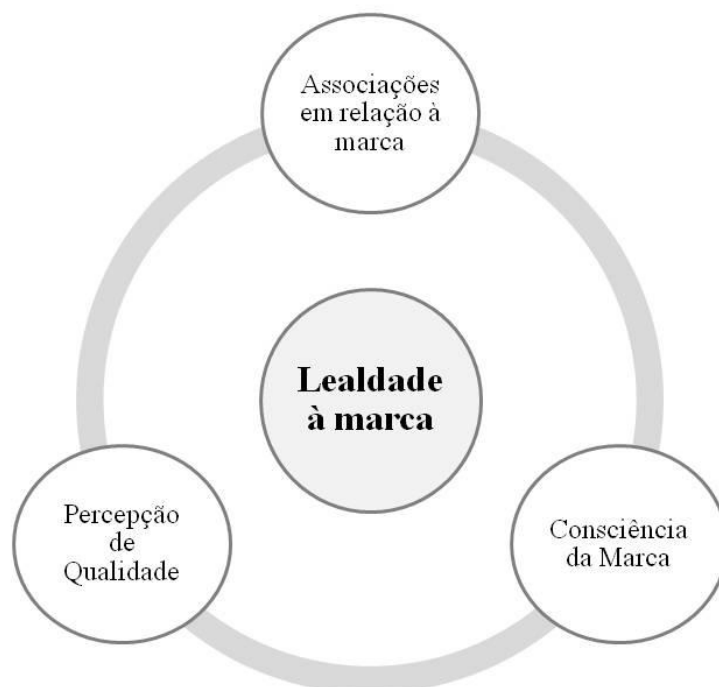 Associações
em relação à
marca
Lealdade
à marca
Percepção
de
Qualidade
Consciência
da Marca